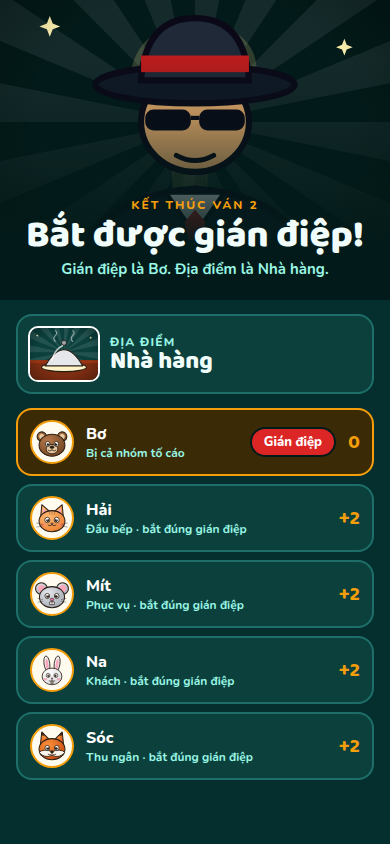 KẾT THÚC VÁN 2
Bắt được gián điệp!
Gián điệp là Bơ. Địa điểm là Nhà hàng.
ĐỊA ĐIỂM
Nhà hàng
Bơ
Bị cả nhóm tố cáo
Gián điệp
0
Hải
Đầu bếp · bắt đúng gián điệp
+2
Mít
Phục vụ · bắt đúng gián điệp
+2
Na
Khách · bắt đúng gián điệp
+2
Sóc
Thu ngân · bắt đúng gián điệp
+2